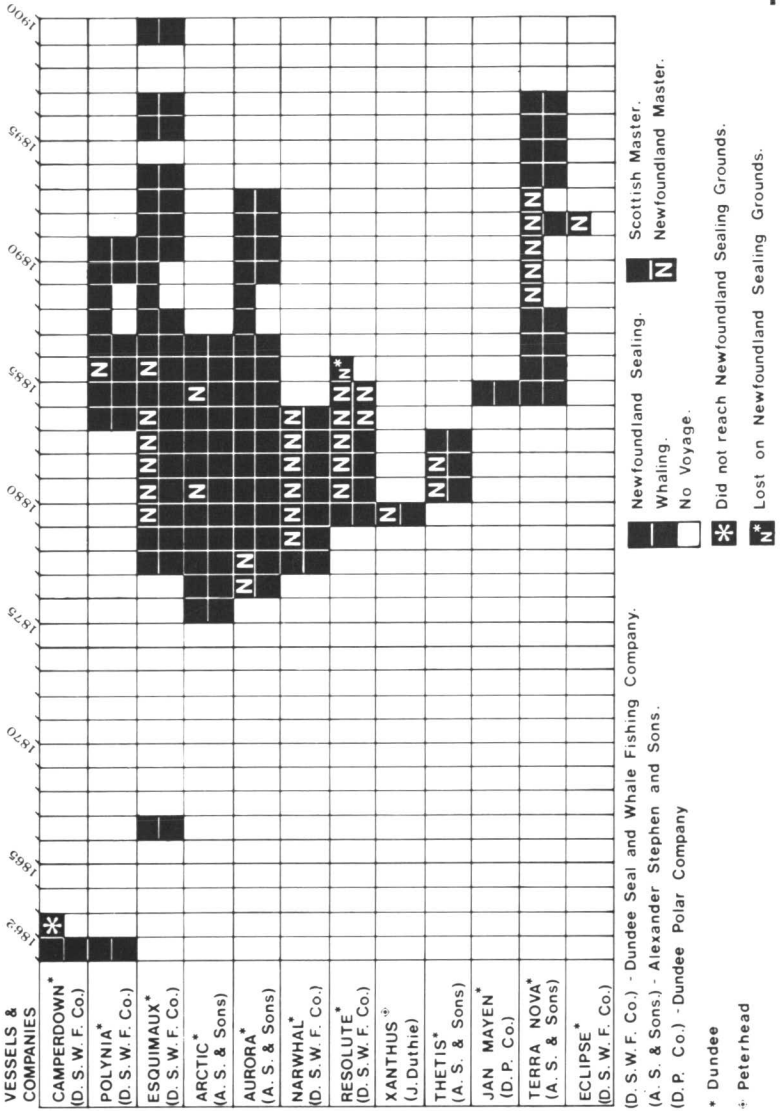 VESSELS & COMPANIES 1862 1865 1870 1875 1880 1885 1890 1895 1900
CAMPERDOWN* *
(D. S. W. F. Co.)
POLYNIA* N
(D. S. W. F. Co.)
ESQUIMAUX* N N N N N N
(D. S. W. F. Co.)
ARCTIC* N N
(A. S. & Sons)
AURORA* N N
(A. S. & Sons)
NARWHAL* N N N N N N
(D. S. W. F. Co.)
RESOLUTE* N N N N N N*
(D. S. W. F. Co.) N N
XANTHUS⌖ N
(J. Duthie)
THETIS* N N
(A. S. & Sons)
JAN MAYEN*
(D. P. Co.)
TERRA NOVA* N N N N N
(A. S. & Sons)
ECLIPSE* N
(D. S. W. F. Co.)
(D. S. W. F. Co.) - Dundee Seal and Whale Fishing Company.
(A. S. & Sons.) - Alexander Stephen and Sons.
(D. P. Co.) - Dundee Polar Company
* Dundee
⌖ Peterhead
Newfoundland Sealing.
Whaling.
No Voyage.
* Did not reach Newfoundland Sealing Grounds.
N* Lost on Newfoundland Sealing Grounds.
Scottish Master.
N Newfoundland Master.